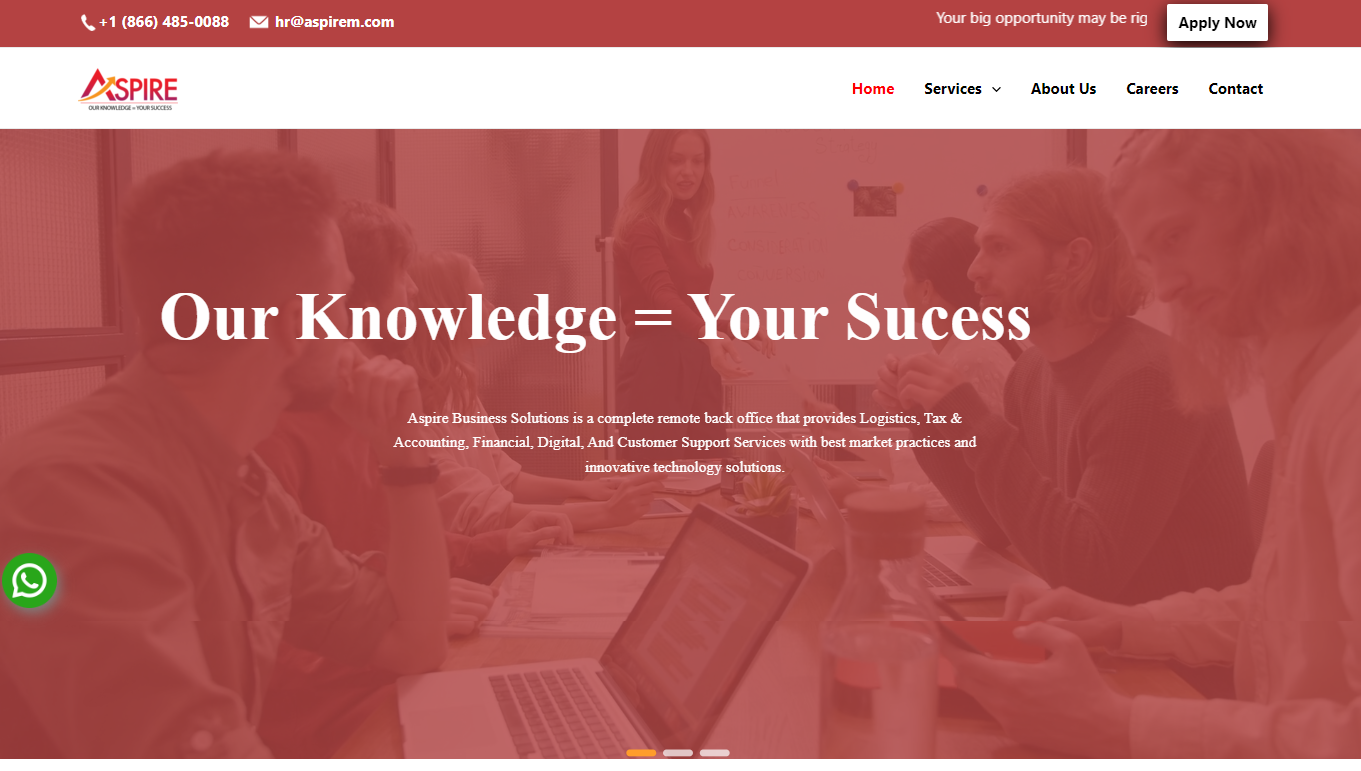 +1 (866) 485-0088 hr@aspirem.com Your big opportunity may be rig Apply Now
ASPIRE
OUR KNOWLEDGE = YOUR SUCCESS
Home Services About Us Careers Contact
Our Knowledge = Your Sucess
Aspire Business Solutions is a complete remote back office that provides Logistics, Tax &
Accounting, Financial, Digital, And Customer Support Services with best market practices and
innovative technology solutions.